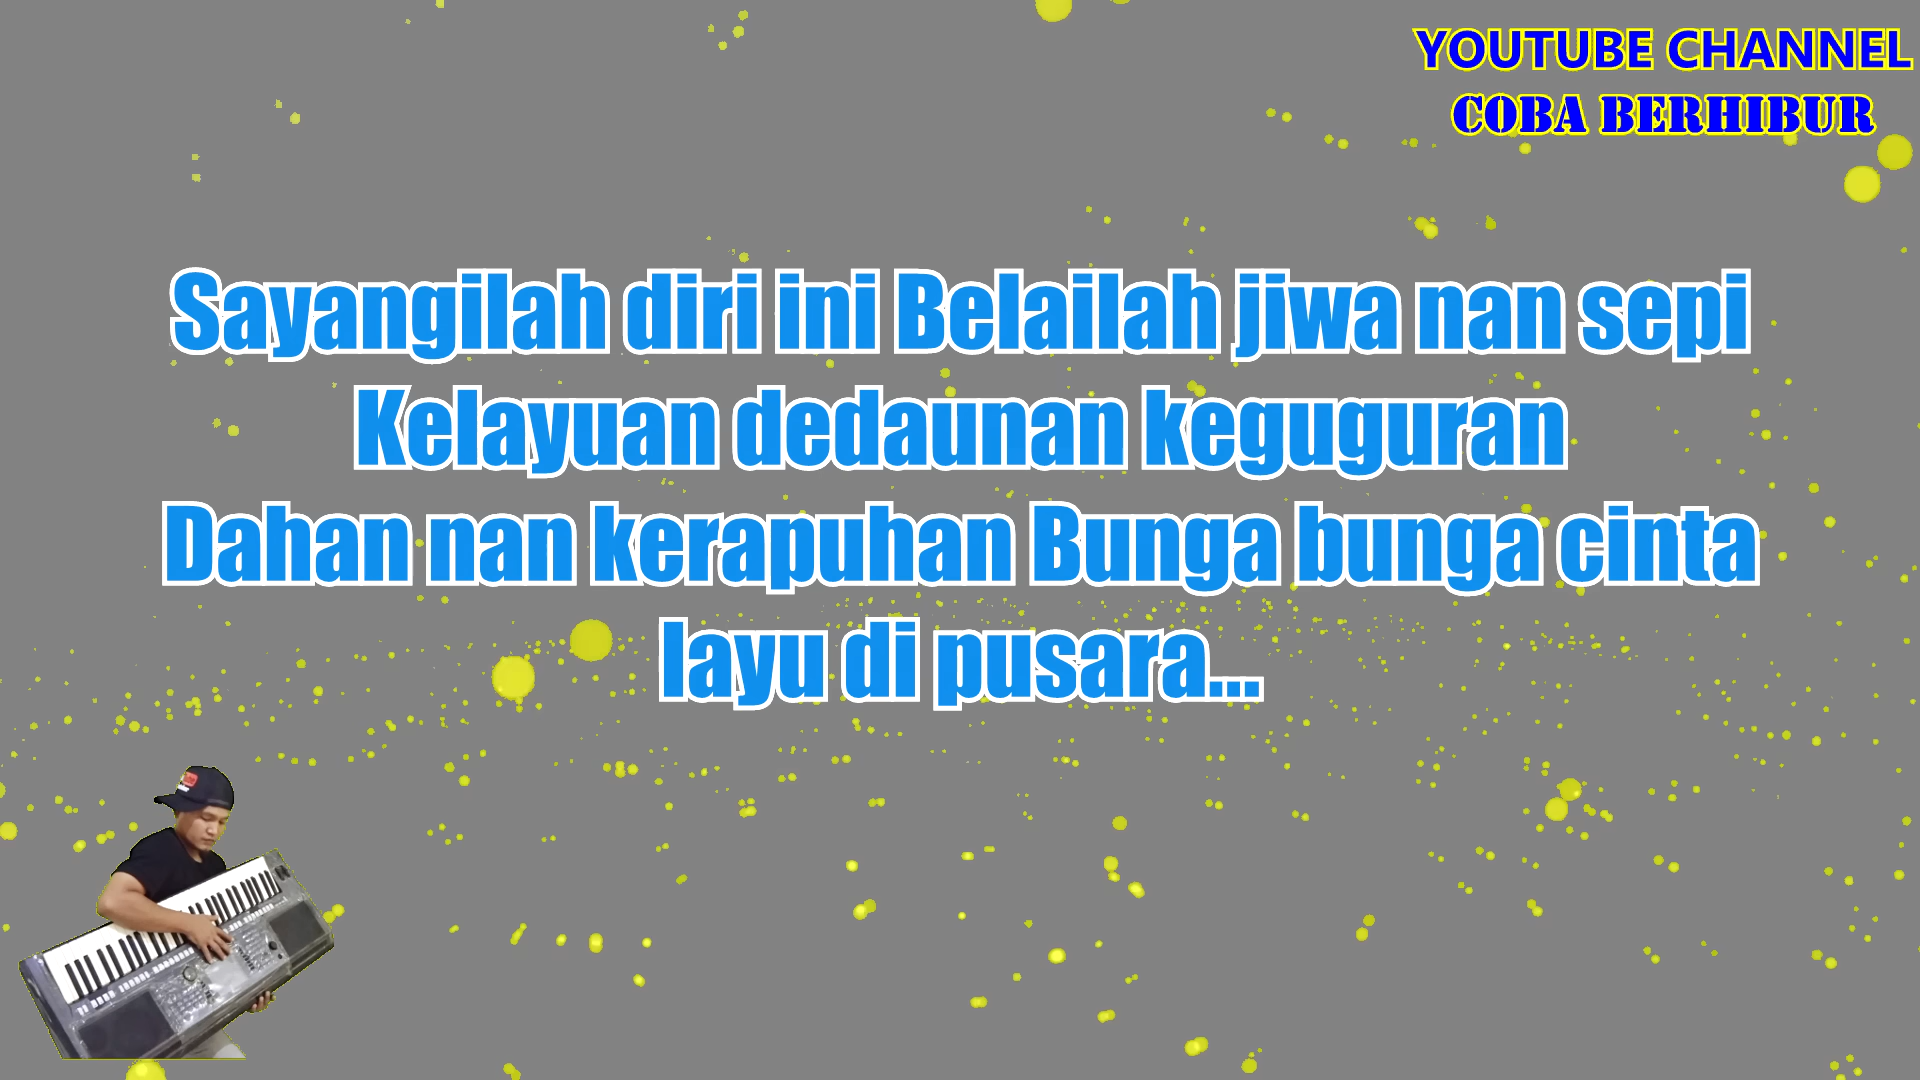 YOUTUBE CHANNEL
COBA BERHIBUR
Sayangilah diri ini Belailah jiwa nan sepi
Kelayuan dedaunan keguguran
Dahan nan kerapuhan Bunga bunga cinta
layu di pusara...